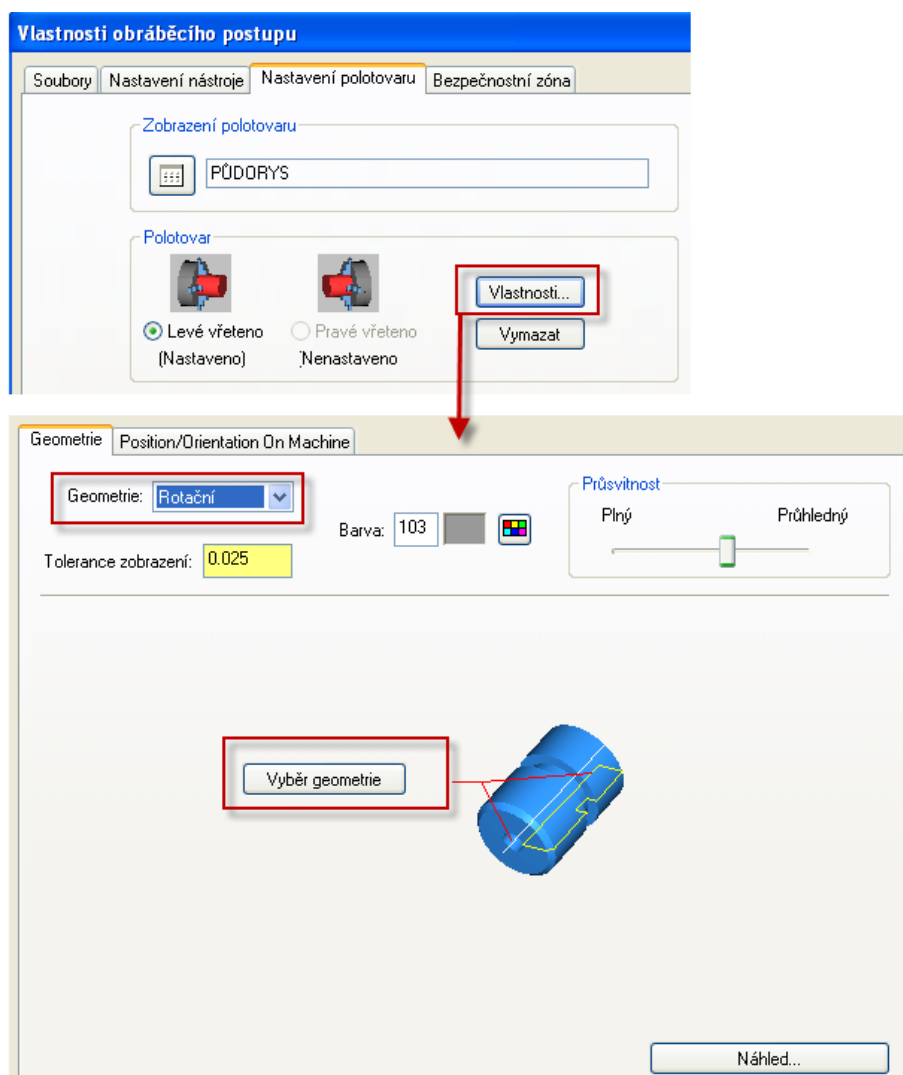 Vlastnosti obráběcího postupu
Soubory Nastavení nástroje Nastavení polotovaru Bezpečnostní zóna
Zobrazení polotovaru
PŮDORYS
Polotovar
Vlastnosti...
Levé vřeteno Pravé vřeteno Vymazat
(Nastaveno) Nenastaveno
Geometrie Position/Orientation On Machine
Geometrie: Rotační
Průsvitnost
Plný Průhledný
Barva: 103
Tolerance zobrazení: 0.025
Vyběr geometrie
Náhled...